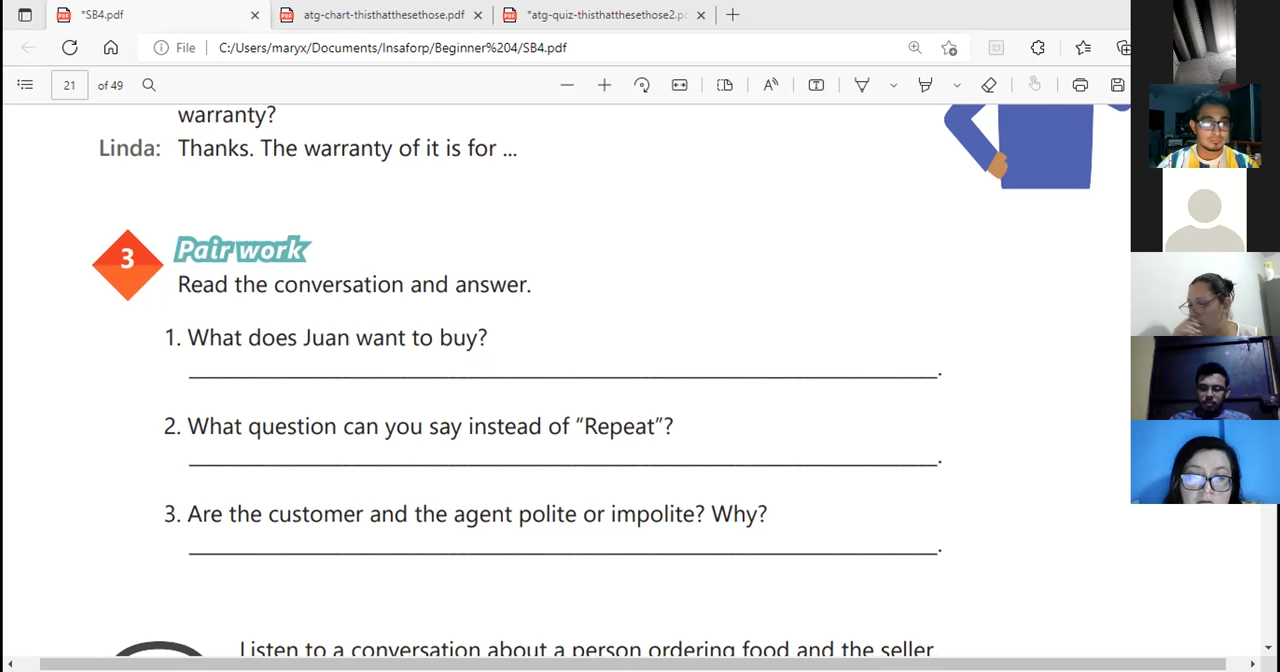 *SB4.pdf
atg-chart-thisthatthesethose.pdf
*atg-quiz-thisthatthesethose2.pd
File
C:/Users/maryx/Documents/Insaforp/Beginner%204/SB4.pdf
21 of 49
warranty?
Linda: Thanks. The warranty of it is for ...
3
Pair work
Read the conversation and answer.
1. What does Juan want to buy?
2. What question can you say instead of “Repeat”?
3. Are the customer and the agent polite or impolite? Why?
Listen to a conversation about a person ordering food and the seller